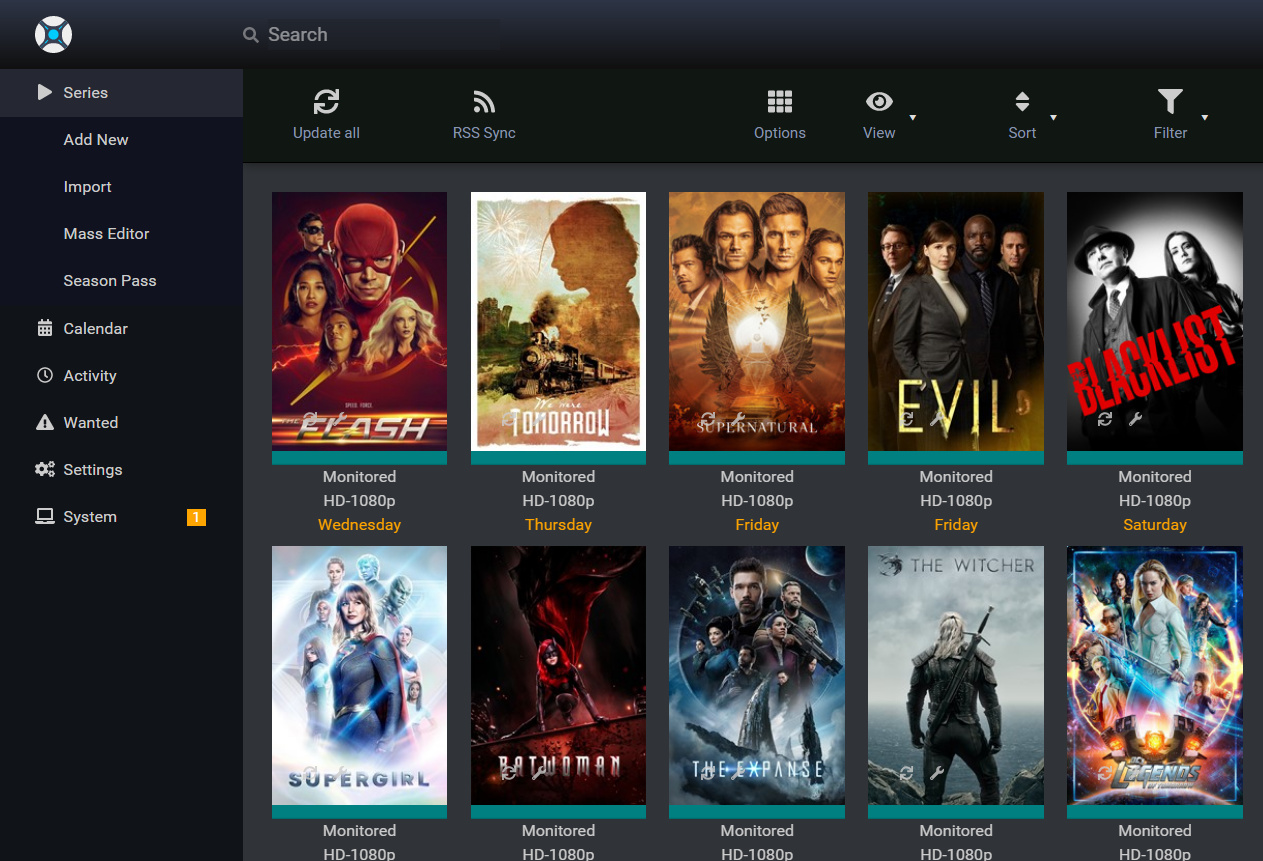 Search
Series
Add New
Import
Mass Editor
Season Pass
Calendar
Activity
Wanted
Settings
System
1
Update all
RSS Sync
Options
View
Sort
Filter
THE FLASH
We were
TOMORROW
SUPERNATURAL
EVIL
BLACKLIST
Monitored
HD-1080p
Wednesday
Monitored
HD-1080p
Thursday
Monitored
HD-1080p
Friday
Monitored
HD-1080p
Friday
Monitored
HD-1080p
Saturday
SUPERGIRL
BATWOMAN
THE EXPANSE
THE WITCHER
LEGENDS
OF TOMORROW
Monitored
HD-1080p
Monitored
HD-1080p
Monitored
HD-1080p
Monitored
HD-1080p
Monitored
HD-1080p